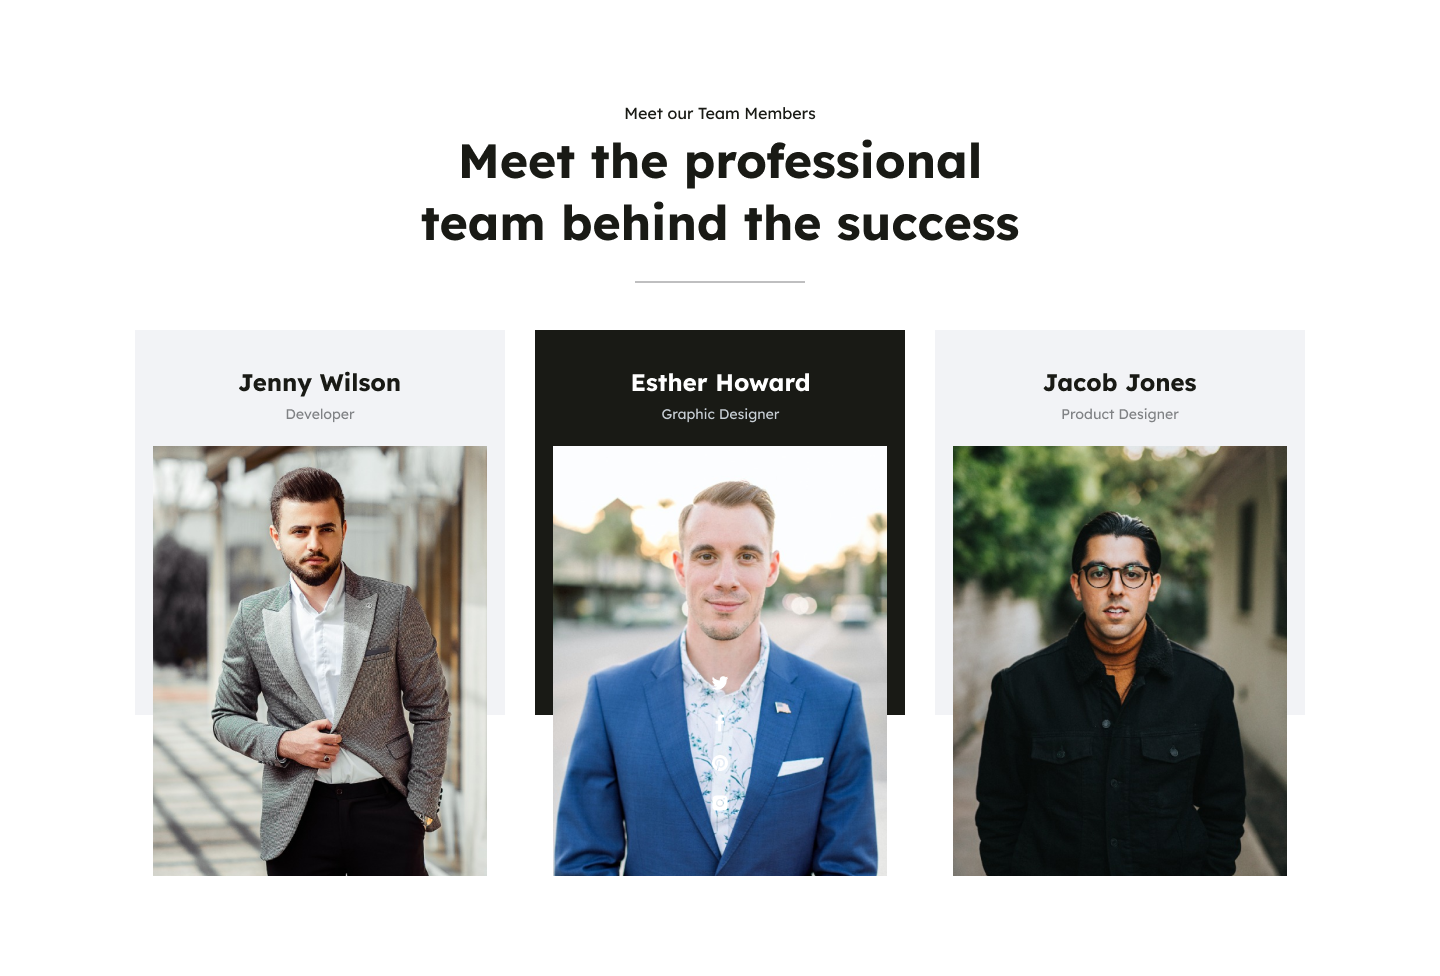 Meet our Team Members
Meet the professional
team behind the success
Jenny Wilson
Developer
Esther Howard
Graphic Designer
Jacob Jones
Product Designer